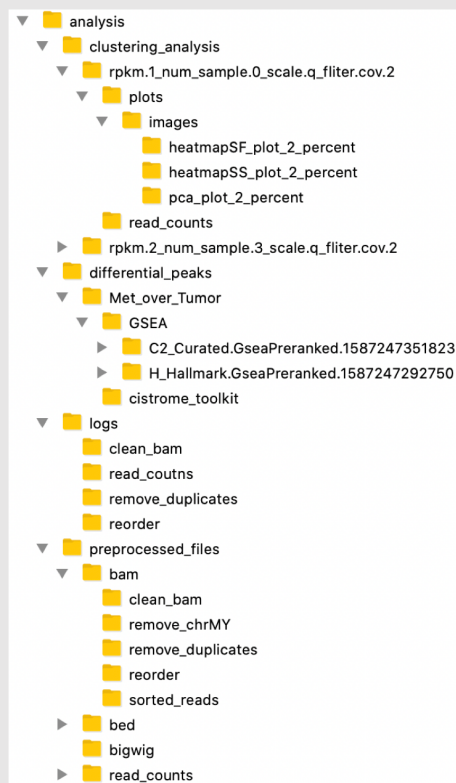 analysis
clustering_analysis
rpkm.1_num_sample.0_scale.q_fliter.cov.2
plots
images
heatmapSF_plot_2_percent
heatmapSS_plot_2_percent
pca_plot_2_percent
read_counts
rpkm.2_num_sample.3_scale.q_fliter.cov.2
differential_peaks
Met_over_Tumor
GSEA
C2_Curated.GseaPreranked.1587247351823
H_Hallmark.GseaPreranked.1587247292750
cistrome_toolkit
logs
clean_bam
read_coutns
remove_duplicates
reorder
preprocessed_files
bam
clean_bam
remove_chrMY
remove_duplicates
reorder
sorted_reads
bed
bigwig
read_counts